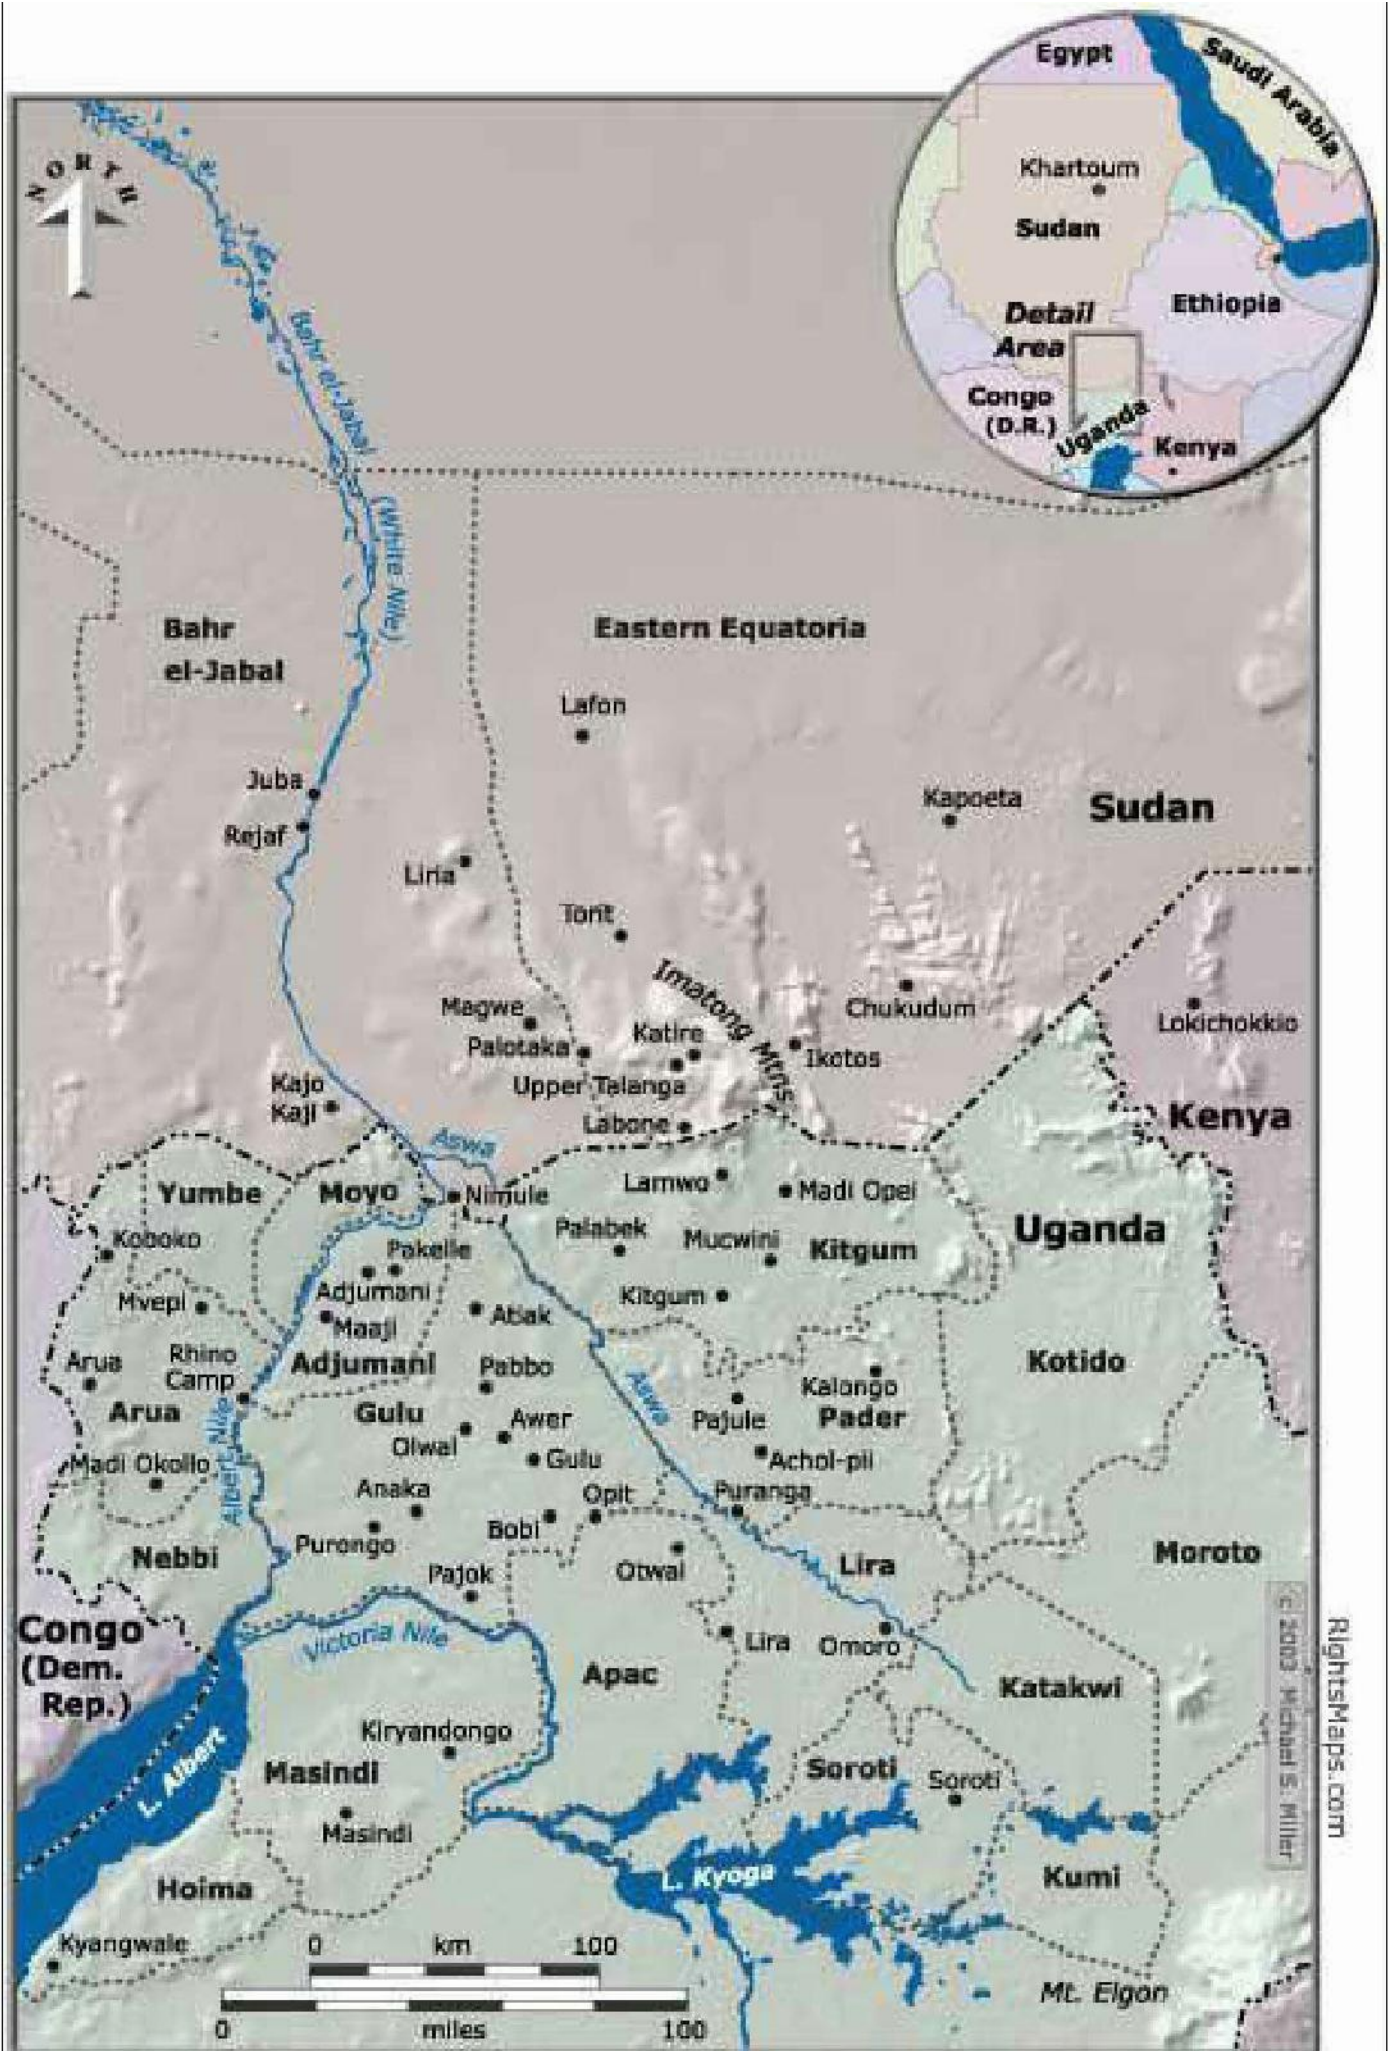 Egypt
Saudi Arabia
Khartoum
Sudan
Detail
Area
Ethiopia
Congo
(D.R.)
Uganda
Kenya
NORTH
Bahr el-Jabal
(White Nile)
Bahr
el-Jabal
Eastern Equatoria
Lafon
Juba
Kapoeta
Sudan
Rejaf
Liria
Torit
Imatong Mtns
Magwe
Chukudum
Lokichokkio
Katire
Palotaka
Ikotos
Kajo
Kaji
Upper Talanga
Labone
Kenya
Aswa
Yumbe
Moyo
Nimule
Lamwo
Madi Opei
Koboko
Pakelle
Palabek
Mucwini
Kitgum
Uganda
Mvepi
Adjumani
Maaji
Atiak
Kitgum
Arua
Rhino
Camp
Adjumani
Pabbo
Kotido
Arua
Gulu
Awer
Aswa
Kalongo
Pajule
Pader
Olwal
Gulu
Achol-pii
Madi Okollo
Albert Nile
Anaka
Opit
Puranga
Nebbi
Purongo
Bobi
Otwal
Lira
Moroto
Pajok
Congo
(Dem.
Rep.)
Victoria Nile
Lira
Omoro
Apac
Katakwi
Kiryandongo
L. Albert
Masindi
Soroti
Soroti
Masindi
L. Kyoga
Kumi
Hoima
Kyangwale
0 km 100
Mt. Elgon
0 miles 100
© 2003 Michael S. Miller
RightsMaps.com